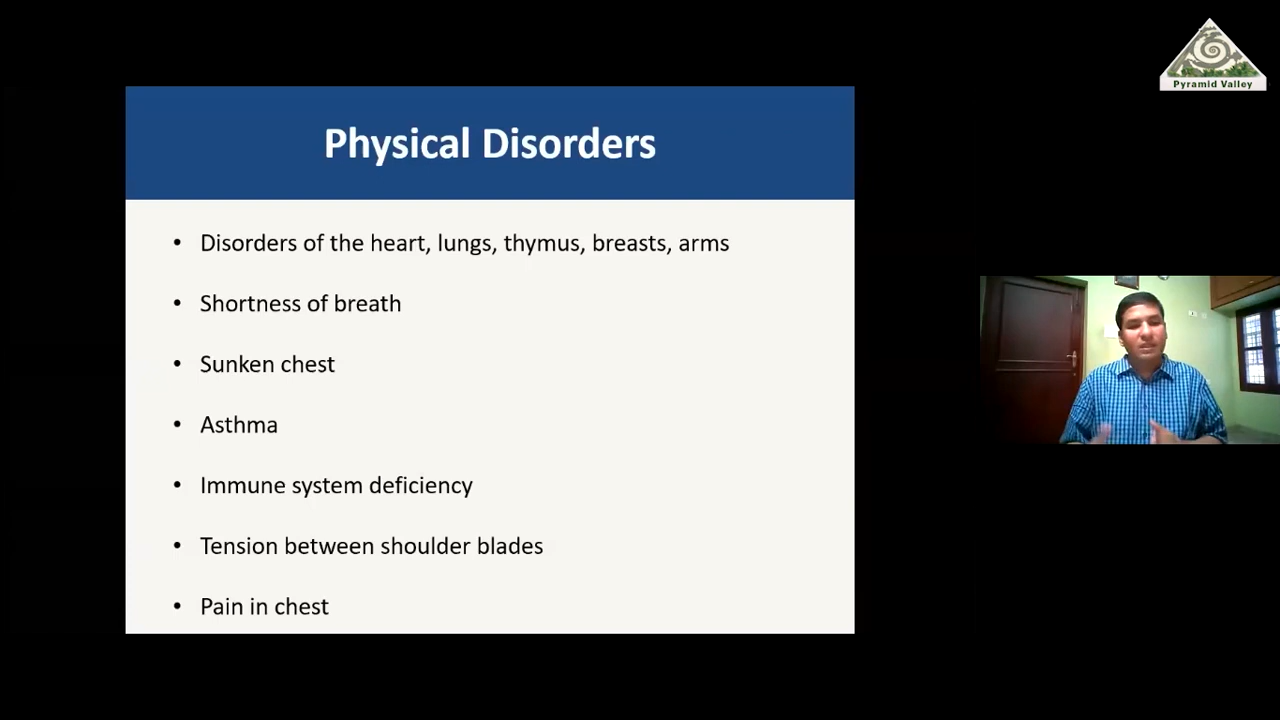 Pyramid Valley
Physical Disorders
• Disorders of the heart, lungs, thymus, breasts, arms
• Shortness of breath
• Sunken chest
• Asthma
• Immune system deficiency
• Tension between shoulder blades
• Pain in chest